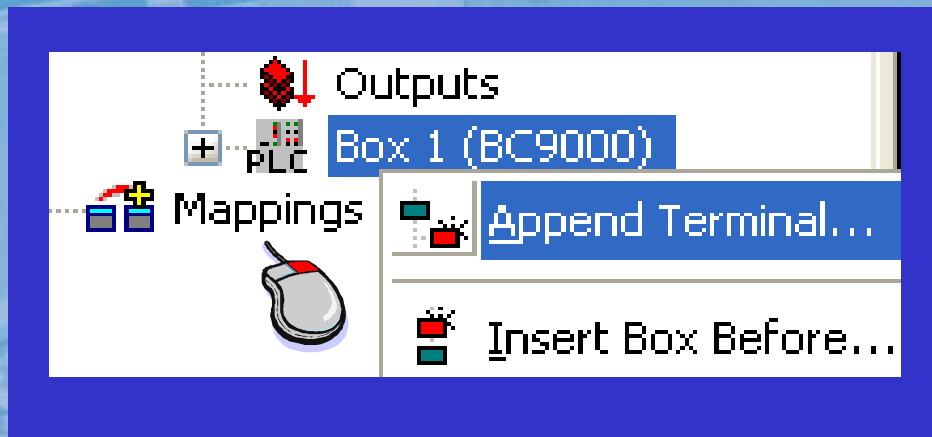 Outputs
PLC Box 1 (BC9000)
Mappings
Append Terminal...
Insert Box Before...